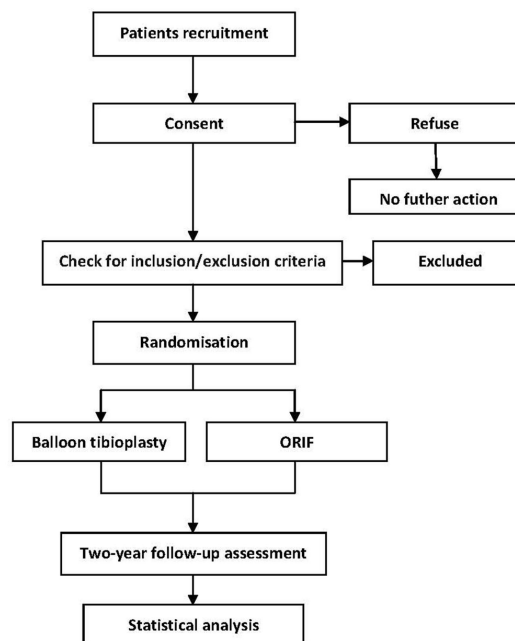 Patients recruitment
Consent
Refuse
No futher action
Check for inclusion/exclusion criteria
Excluded
Randomisation
Balloon tibioplasty
ORIF
Two-year follow-up assessment
Statistical analysis